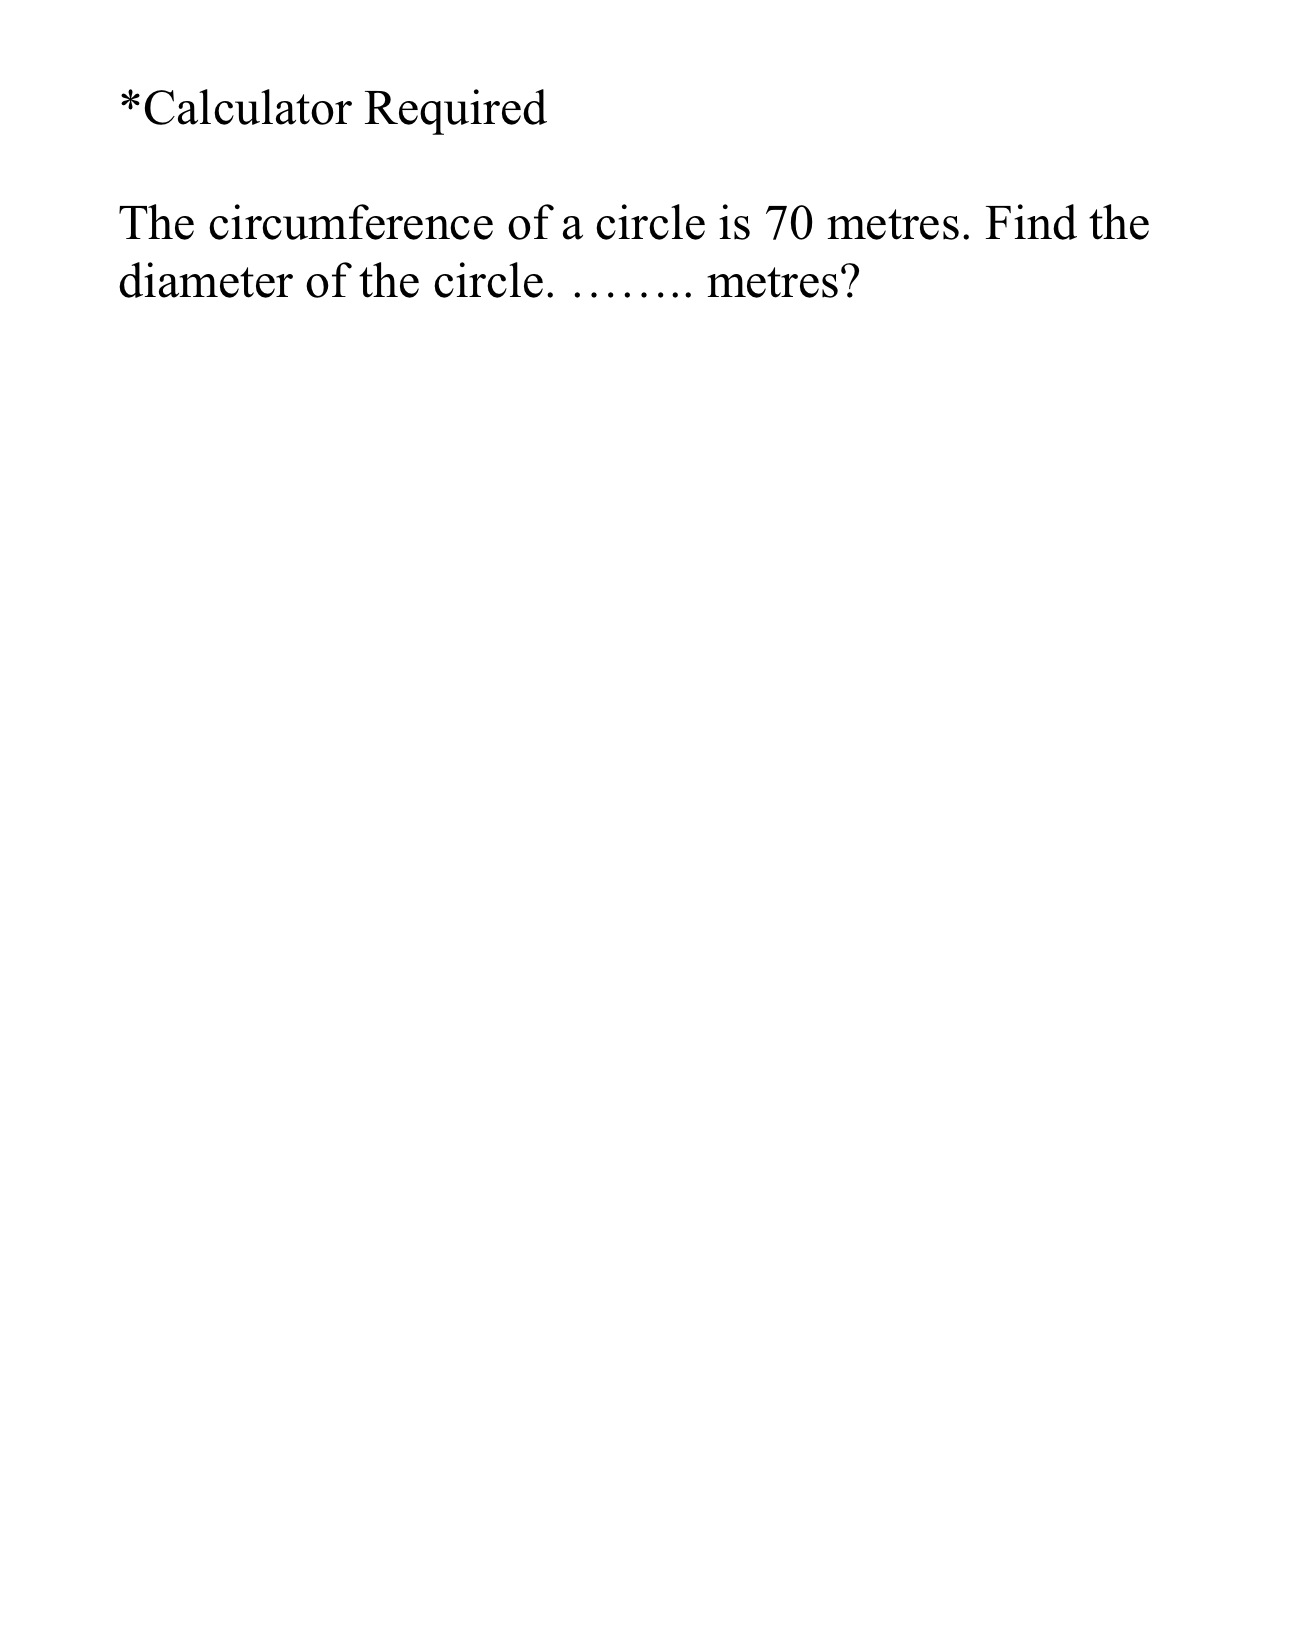 *Calculator Required
The circumference of a circle is 70 metres. Find the
diameter of the circle. …….. metres?